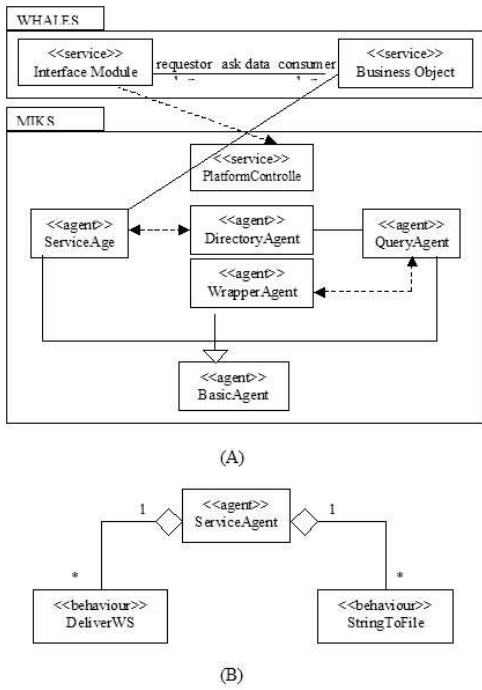 WHALES
<<service>>
Interface Module
requestor ask data consumer
<<service>>
Business Object
MIKS
<<service>>
PlatformControlle
<<agent>>
ServiceAge
<<agent>>
DirectoryAgent
<<agent>>
QueryAgent
<<agent>>
WrapperAgent
<<agent>>
BasicAgent
(A)
<<agent>>
ServiceAgent
1
1
*
*
<<behaviour>>
DeliverWS
<<behaviour>>
StringToFile
(B)